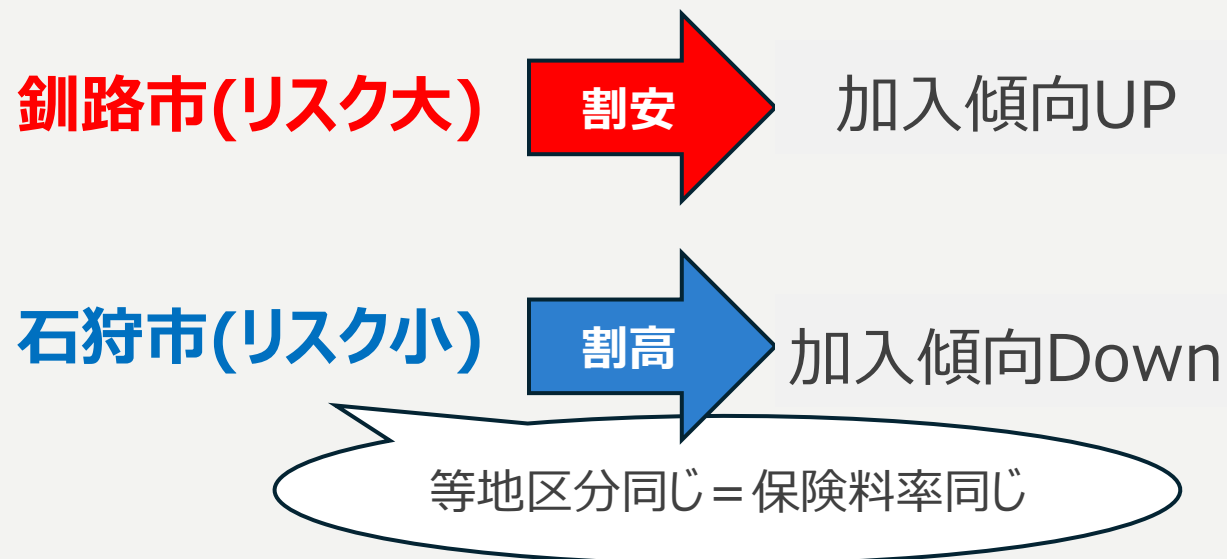 釧路市(リスク大)
割安
加入傾向UP
石狩市(リスク小)
割高
加入傾向Down
等地区分同じ＝保険料率同じ